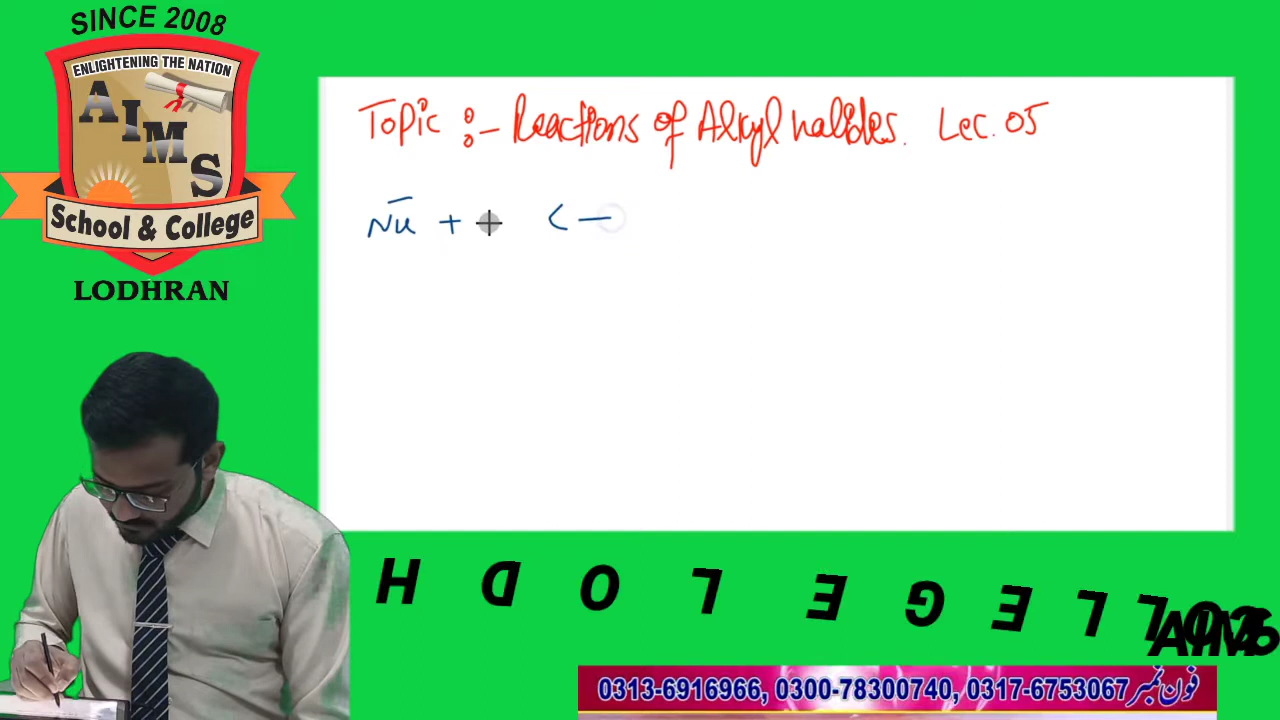 SINCE 2008
ENLIGHTENING THE NATION
AIMS
School & College
LODHRAN
Topic :- Reactions of Alkyl halides. Lec. 05
Nu⁻ + + C —
H D O L E G E L L O
AIMS
0313-6916966, 0300-78300740, 0317-6753067 فون نمبر